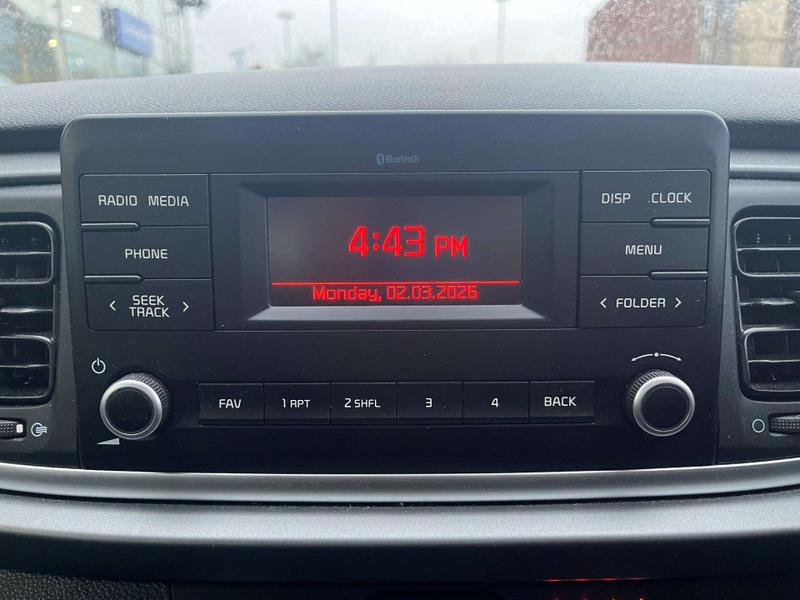 Bluetooth
RADIO MEDIA
DISP CLOCK
4:43 PM
PHONE
MENU
Monday, 02.03.2026
< SEEK TRACK >
< FOLDER >
FAV
1 RPT
2 SHFL
3
4
BACK